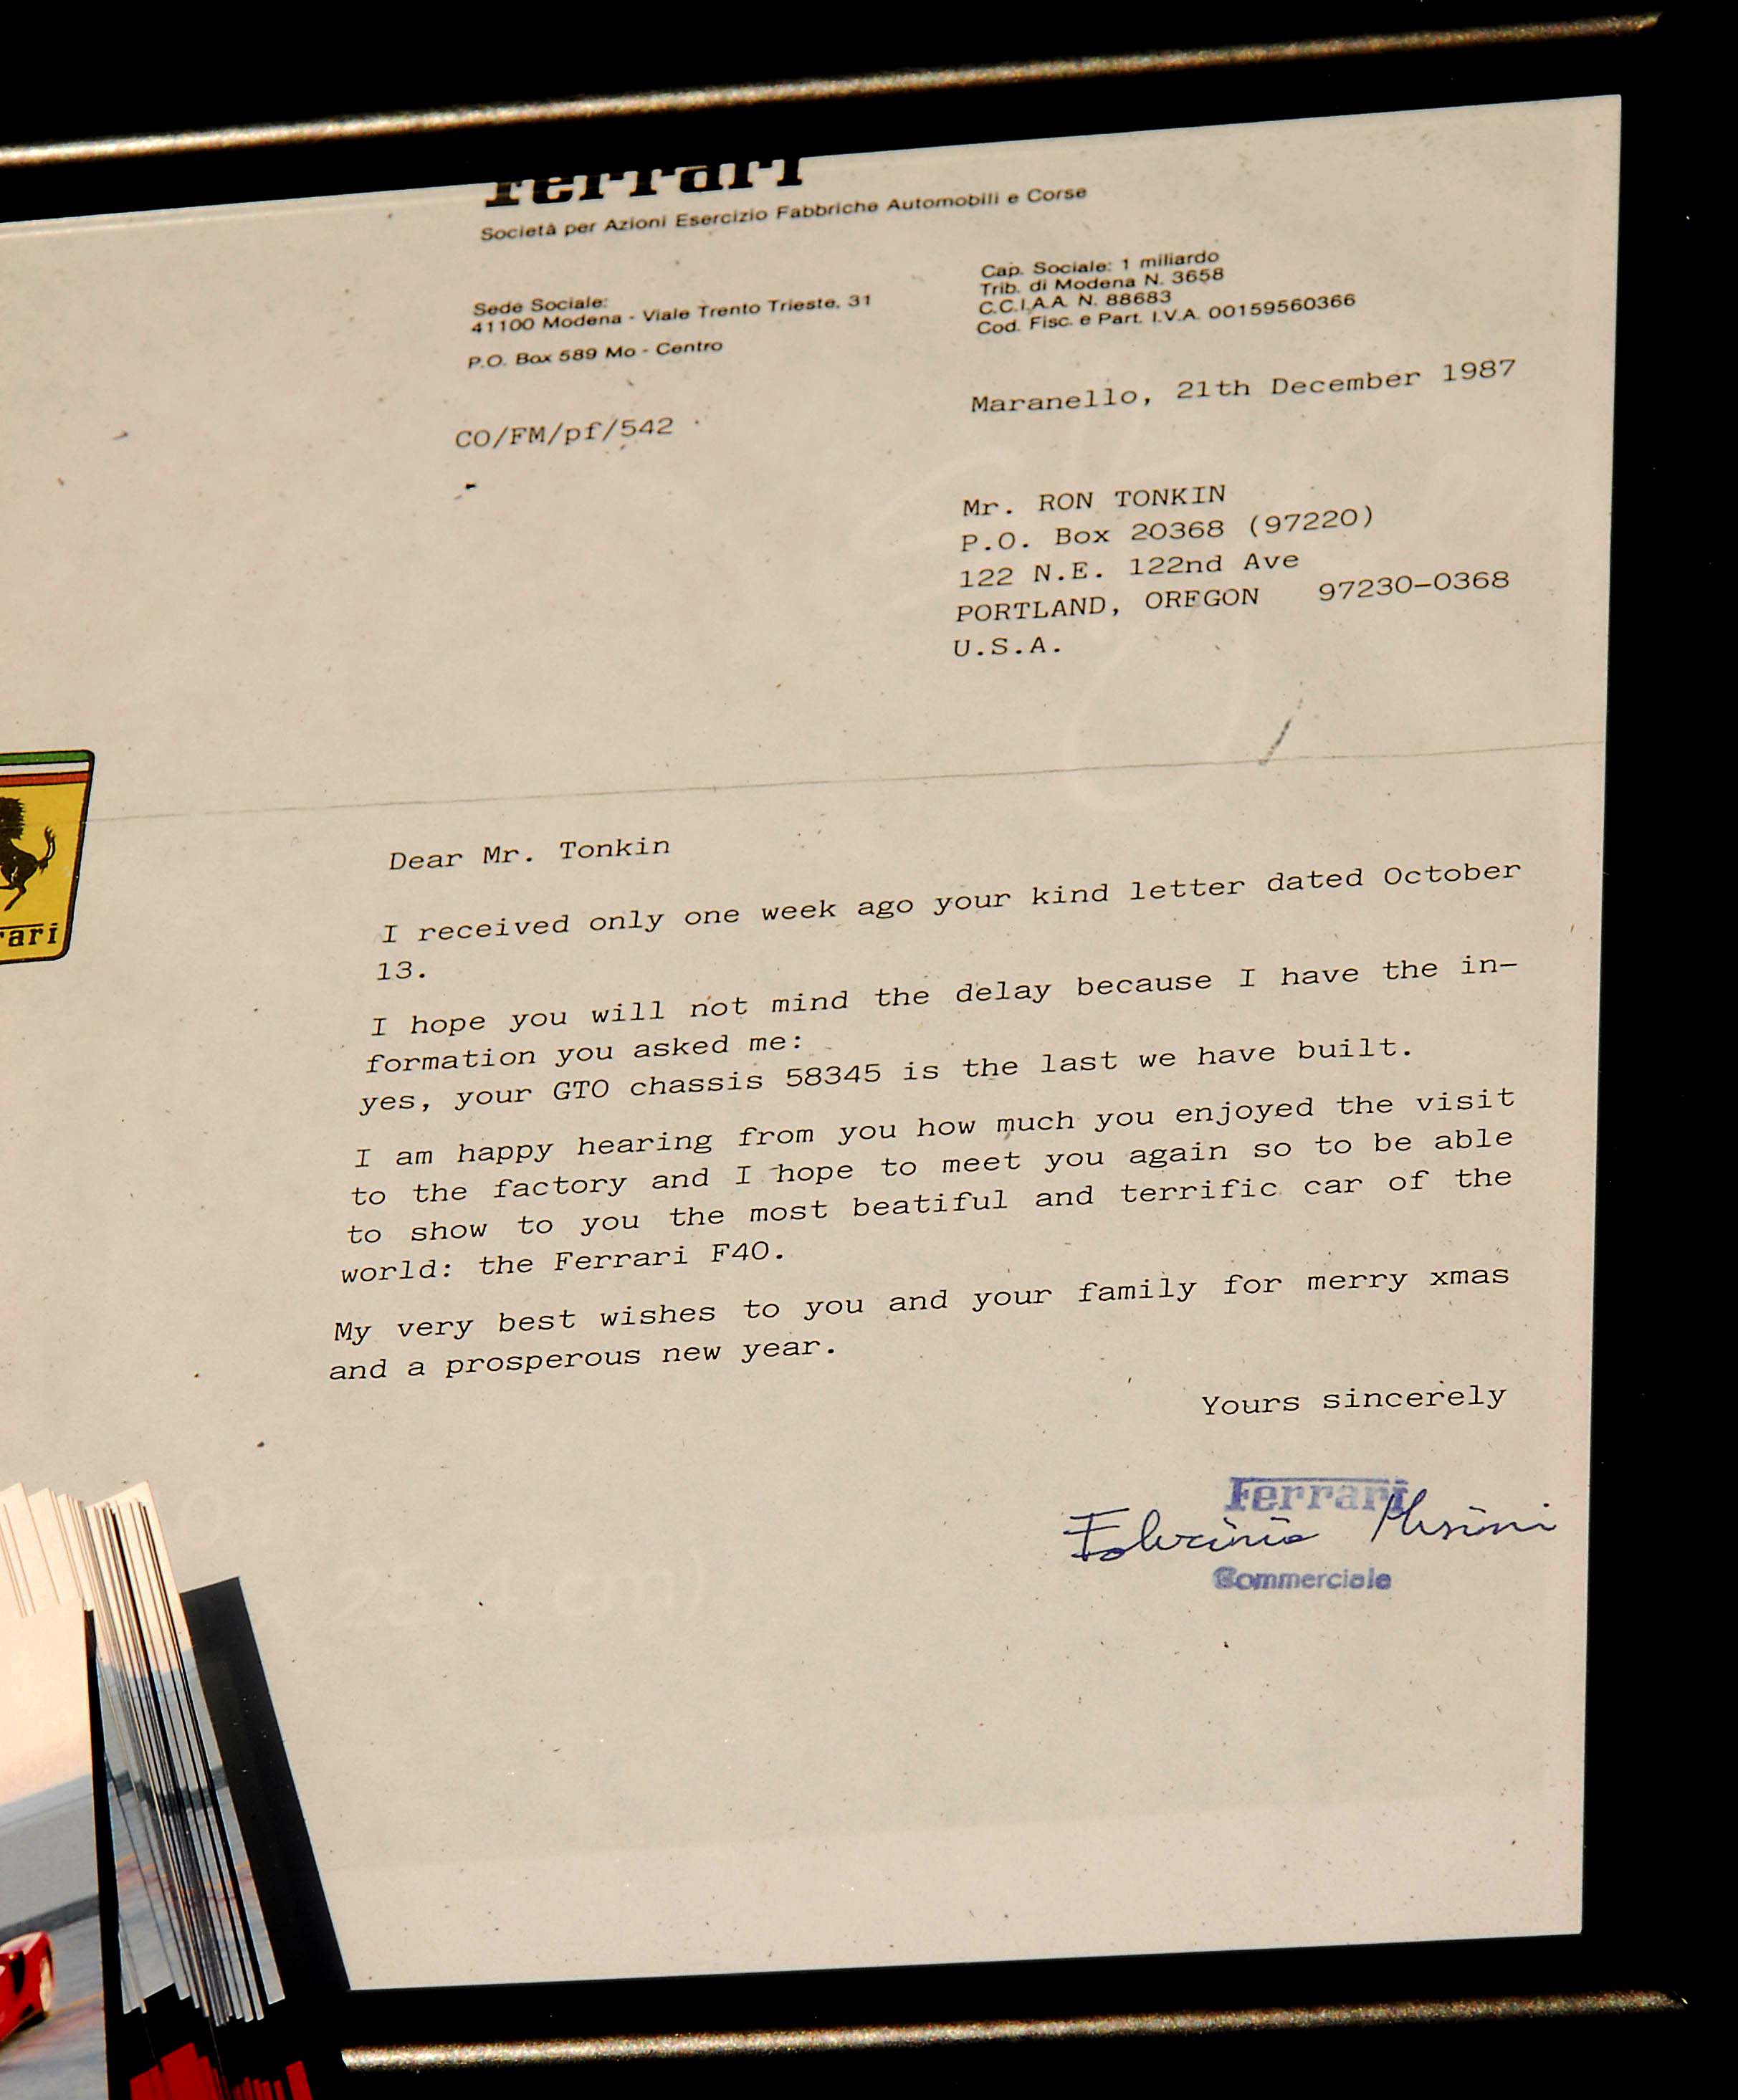 Ferrari
Società per Azioni Esercizio Fabbriche Automobili e Corse
Sede Sociale:
41100 Modena - Viale Trento Trieste, 31
P.O. Box 589 Mo - Centro
Cap. Sociale: 1 miliardo
Trib. di Modena N. 3658
C.C.I.A.A. N. 88683
Cod. Fisc. e Part. I.V.A. 00159560366
Maranello, 21th December 1987
CO/FM/pf/542
Mr. RON TONKIN
P.O. Box 20368 (97220)
122 N.E. 122nd Ave
PORTLAND, OREGON 97230-0368
U.S.A.
rari
Dear Mr. Tonkin
I received only one week ago your kind letter dated October
13.
I hope you will not mind the delay because I have the in-
formation you asked me:
yes, your GTO chassis 58345 is the last we have built.
I am happy hearing from you how much you enjoyed the visit
to the factory and I hope to meet you again so to be able
to show to you the most beatiful and terrific car of the
world: the Ferrari F40.
My very best wishes to you and your family for merry xmas
and a prosperous new year.
Yours sincerely
Ferrari
Commerciale